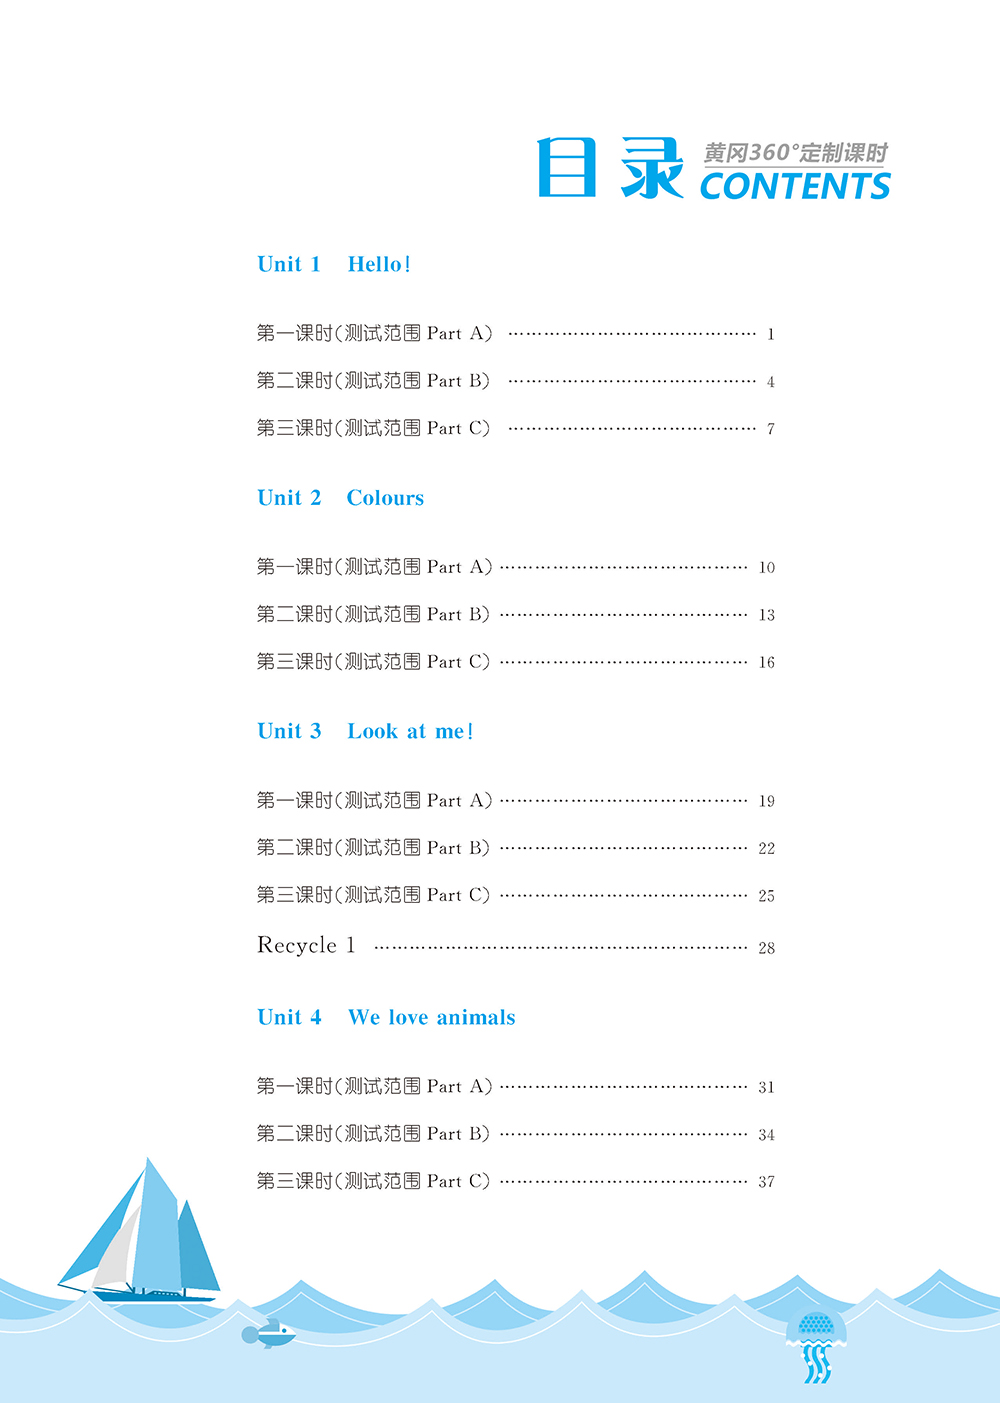 目录
黄冈360°定制课时
CONTENTS
Unit 1 Hello!
第一课时(测试范围 Part A) …………………………………… 1
第二课时(测试范围 Part B) …………………………………… 4
第三课时(测试范围 Part C) …………………………………… 7
Unit 2 Colours
第一课时(测试范围 Part A) …………………………………… 10
第二课时(测试范围 Part B) …………………………………… 13
第三课时(测试范围 Part C) …………………………………… 16
Unit 3 Look at me!
第一课时(测试范围 Part A) …………………………………… 19
第二课时(测试范围 Part B) …………………………………… 22
第三课时(测试范围 Part C) …………………………………… 25
Recycle 1 ……………………………………………………… 28
Unit 4 We love animals
第一课时(测试范围 Part A) …………………………………… 31
第二课时(测试范围 Part B) …………………………………… 34
第三课时(测试范围 Part C) …………………………………… 37